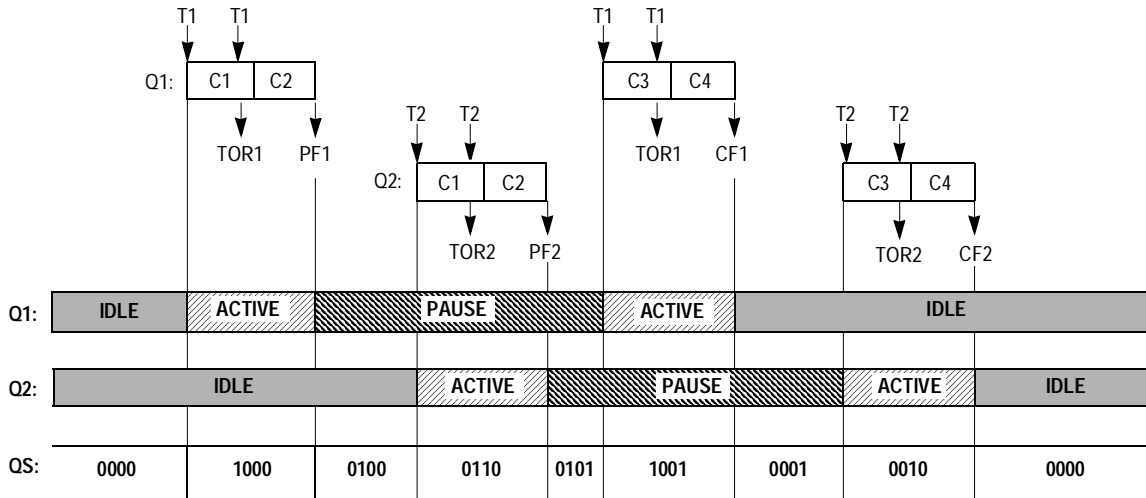 T1 T1 T1 T1
Q1: C1 C2 C3 C4
T2 T2 T2 T2
TOR1 PF1 TOR1 CF1
Q2: C1 C2 C3 C4
TOR2 PF2 TOR2 CF2
Q1: IDLE ACTIVE PAUSE ACTIVE IDLE
Q2: IDLE ACTIVE PAUSE ACTIVE IDLE
QS: 0000 1000 0100 0110 0101 1001 0001 0010 0000